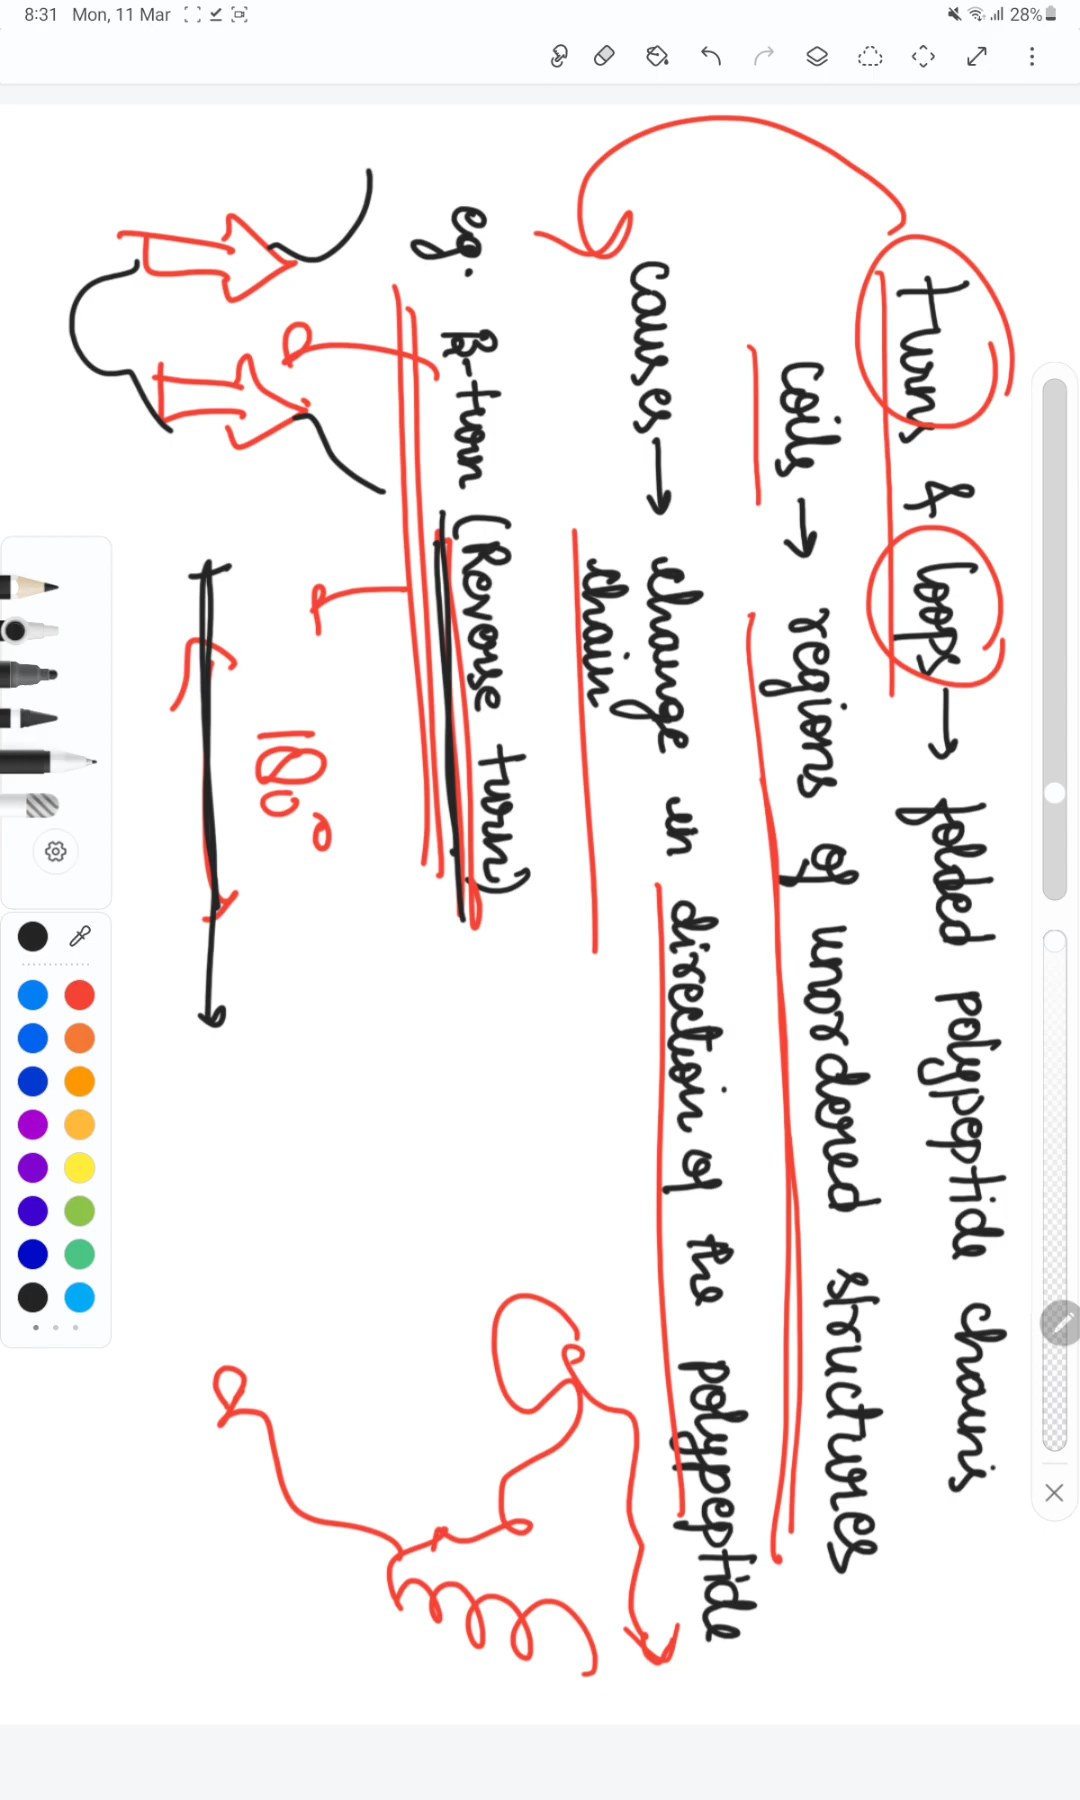 8:31 Mon, 11 Mar 28%
Turns & Loops → folded polypeptide chains
Coils → regions of unordered structures
Causes → change in direction of the polypeptide
chain
eg. β-turn (Reverse turn)
180°